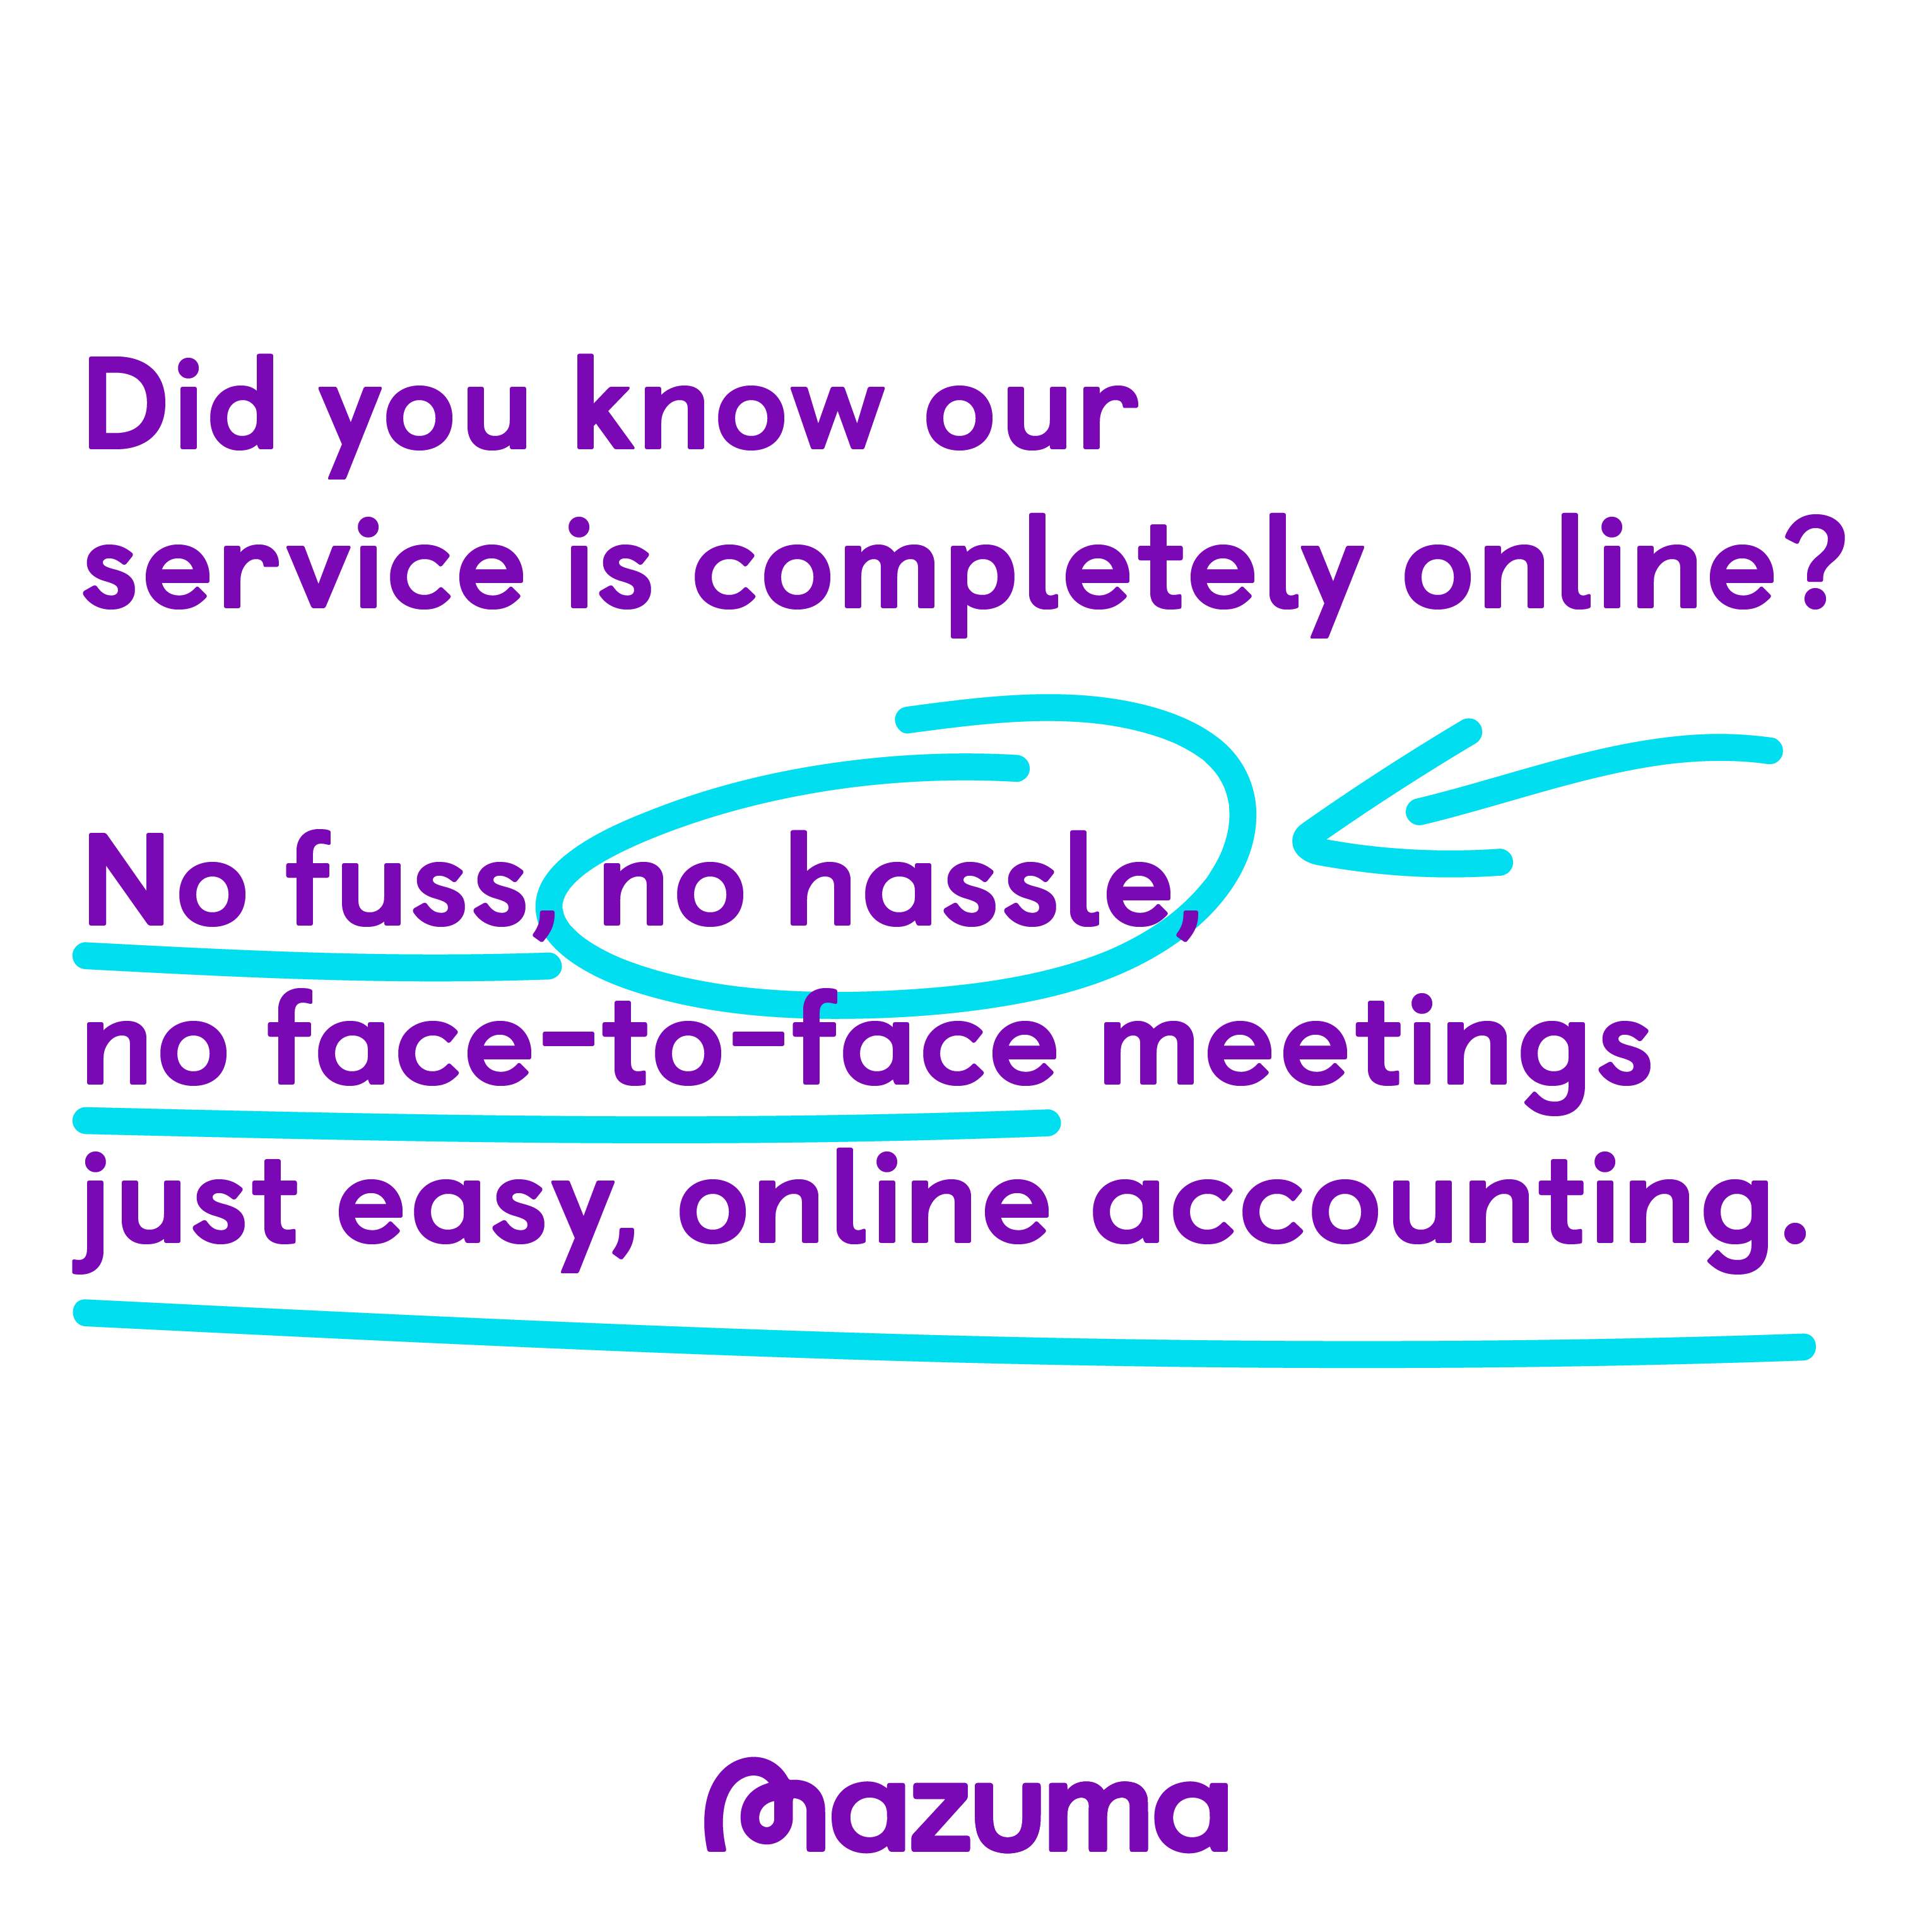 Did you know our
service is completely online?
No fuss, no hassle,
no face-to-face meetings
just easy, online accounting.
mazuma